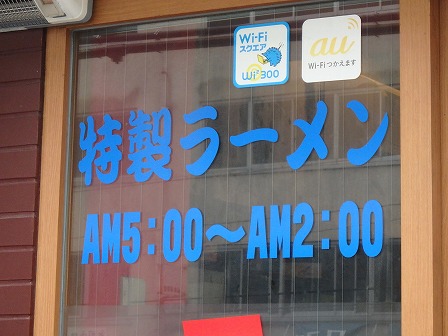 Wi-Fi
スクエア
Wi2 300
au
Wi-Fiつかえます
特製ラーメン
AM5:00～AM2:00